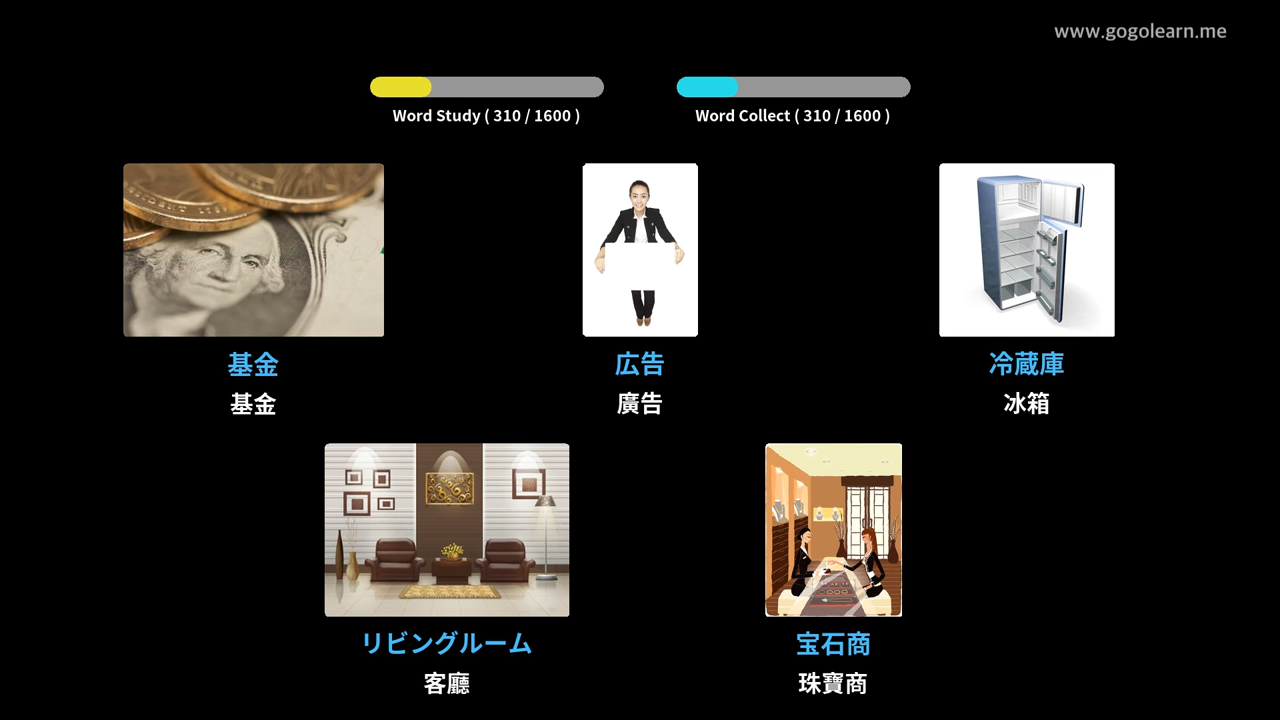 www.gogolearn.me
Word Study ( 310 / 1600 )
Word Collect ( 310 / 1600 )
基金
基金
広告
廣告
冷蔵庫
冰箱
リビングルーム
客廳
宝石商
珠寶商